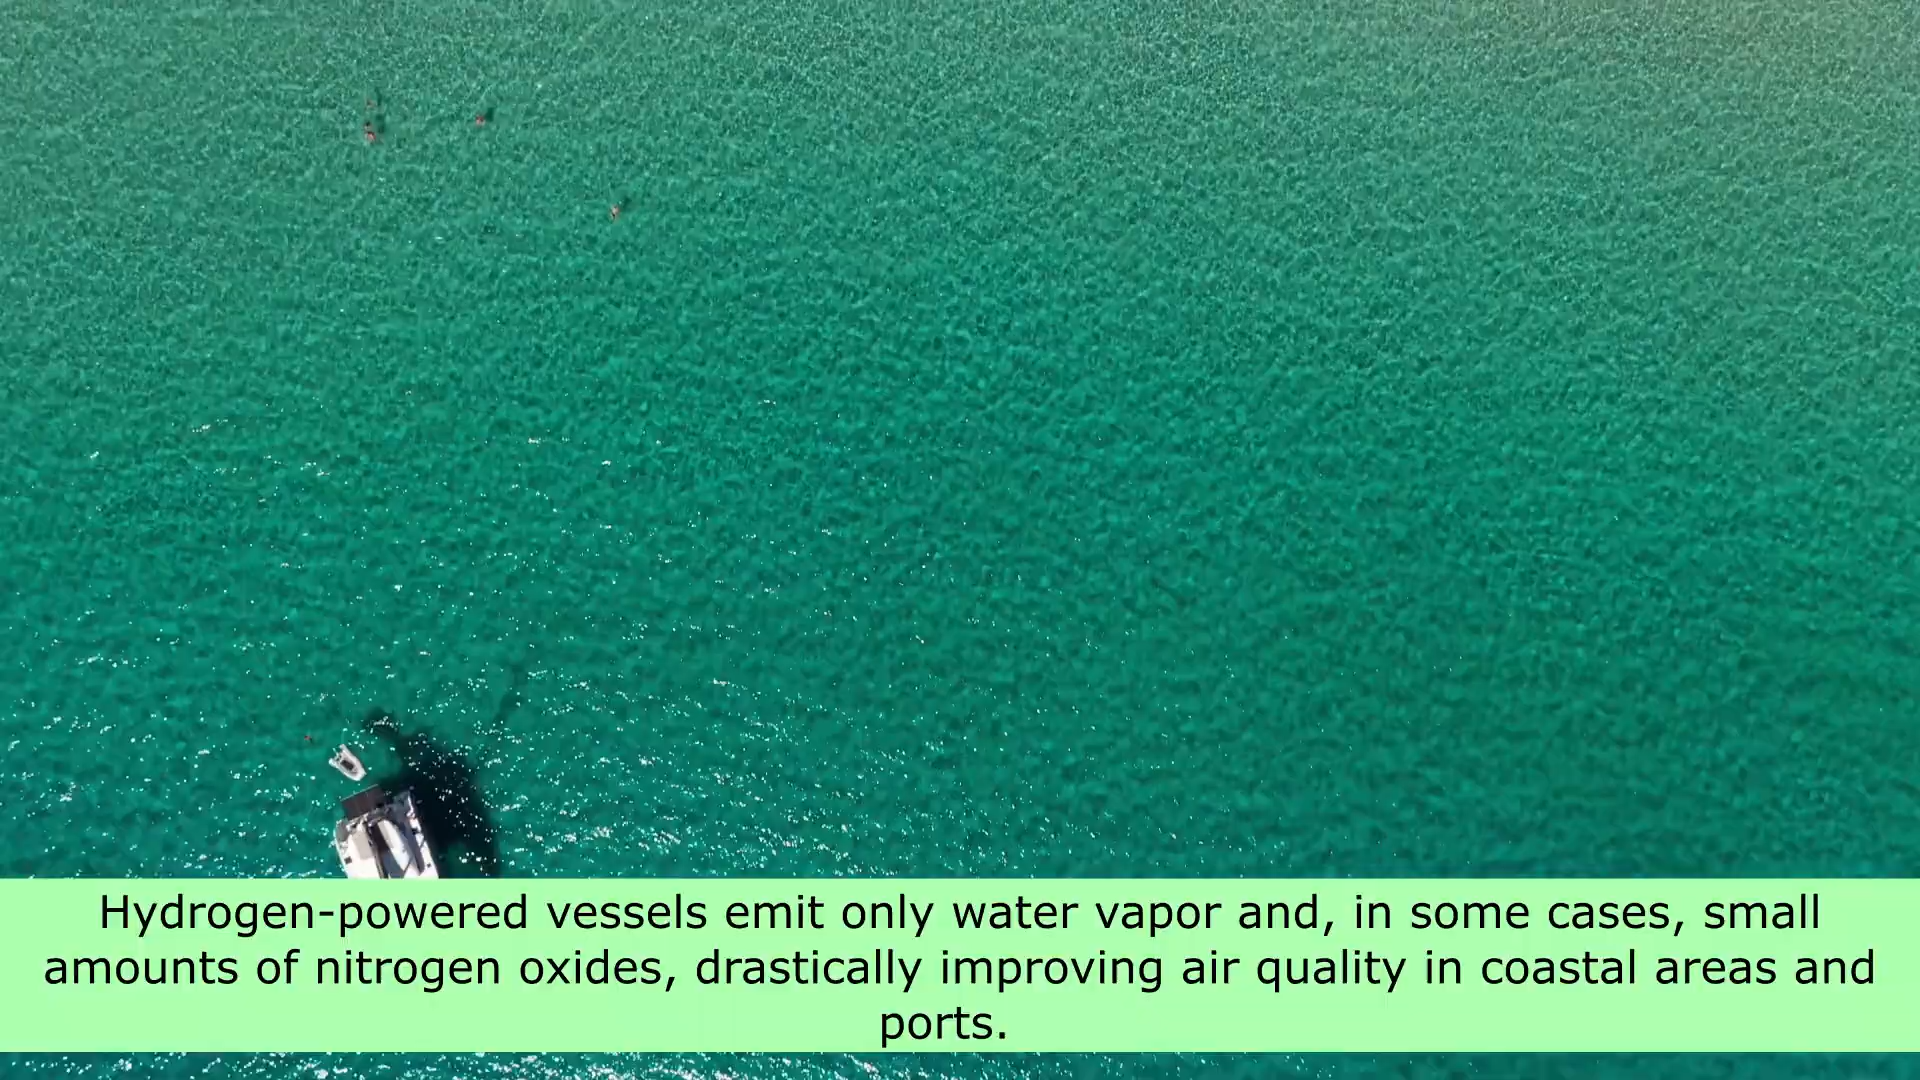 Hydrogen-powered vessels emit only water vapor and, in some cases, small
amounts of nitrogen oxides, drastically improving air quality in coastal areas and
ports.